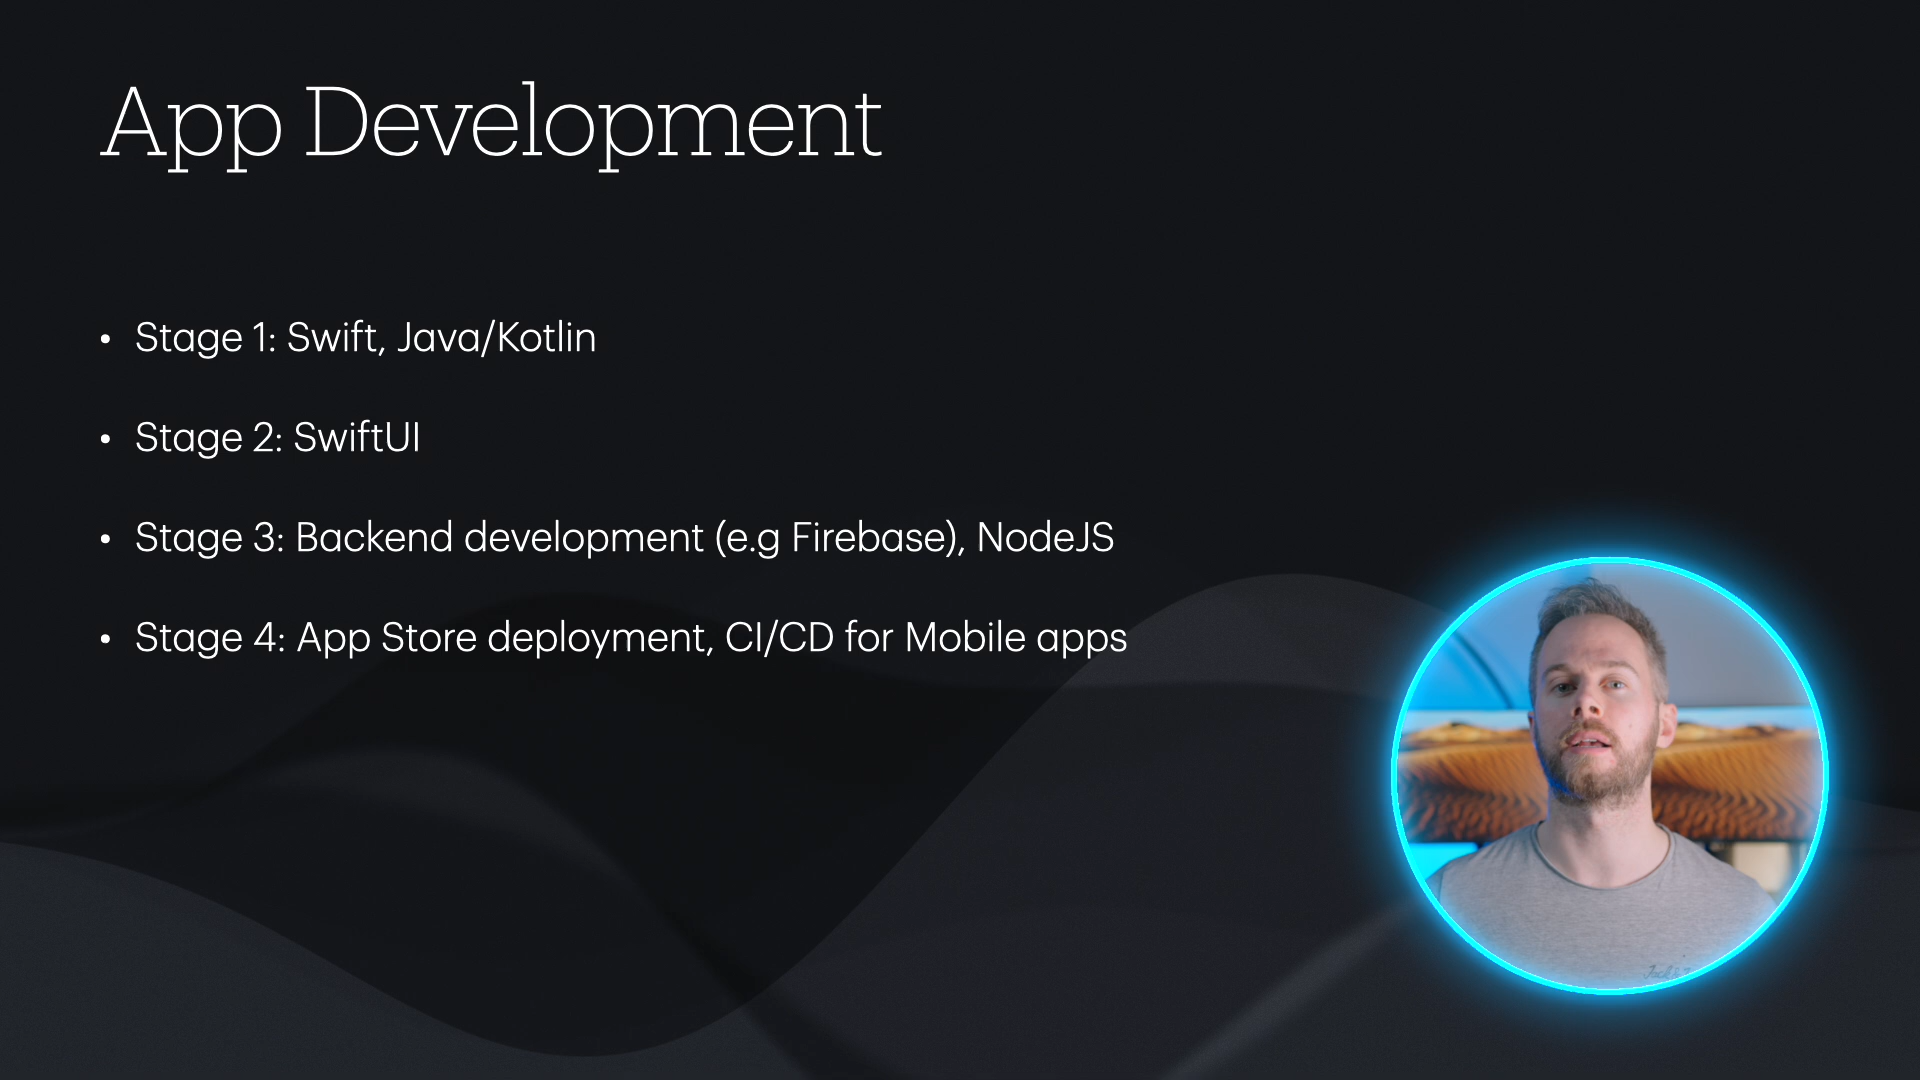 App Development
• Stage 1: Swift, Java/Kotlin
• Stage 2: SwiftUI
• Stage 3: Backend development (e.g Firebase), NodeJS
• Stage 4: App Store deployment, CI/CD for Mobile apps